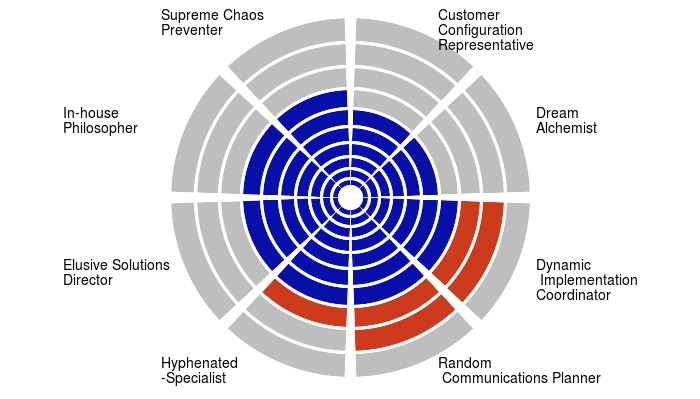 Supreme Chaos
Preventer
Customer
Configuration
Representative
In-house
Philosopher
Dream
Alchemist
Elusive Solutions
Director
Dynamic
Implementation
Coordinator
Hyphenated
-Specialist
Random
Communications Planner